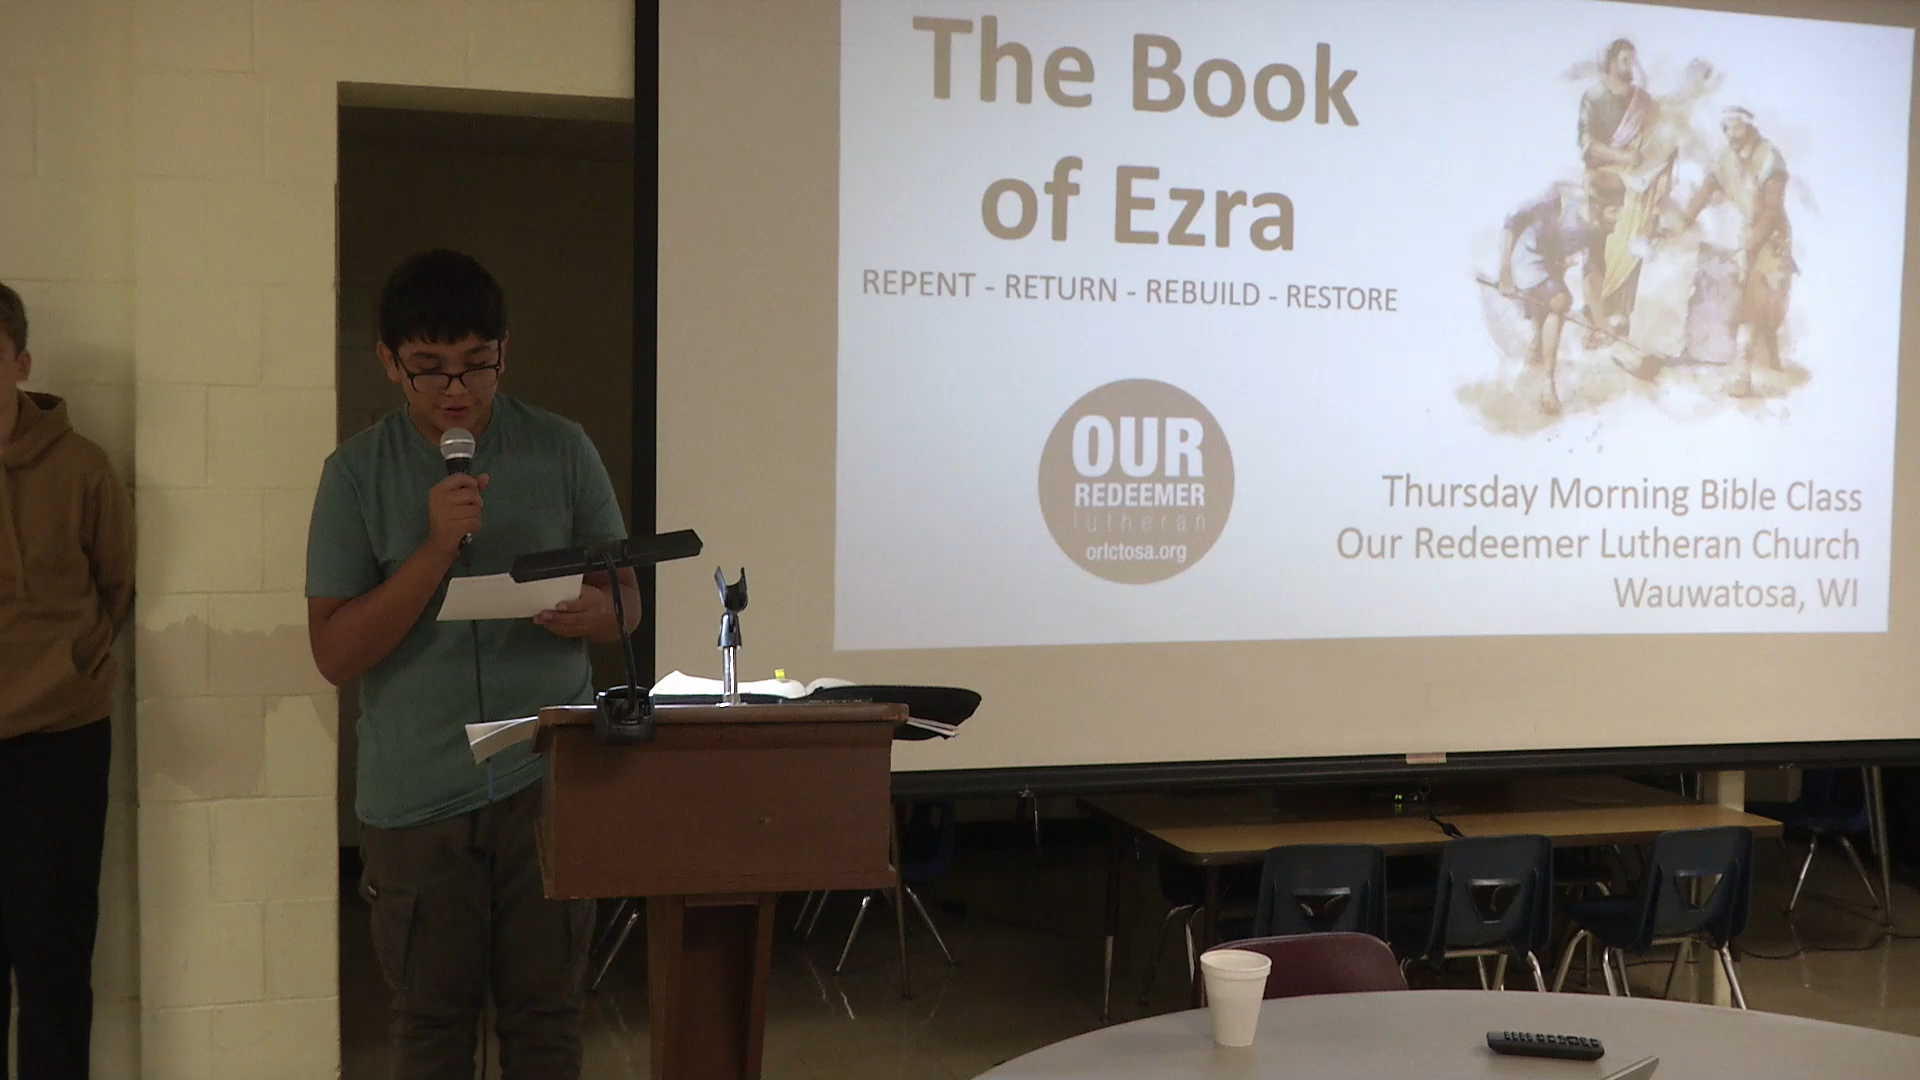 The Book
of Ezra
REPENT - RETURN - REBUILD - RESTORE
OUR
REDEEMER
lutheran
orlctosa.org
Thursday Morning Bible Class
Our Redeemer Lutheran Church
Wauwatosa, WI